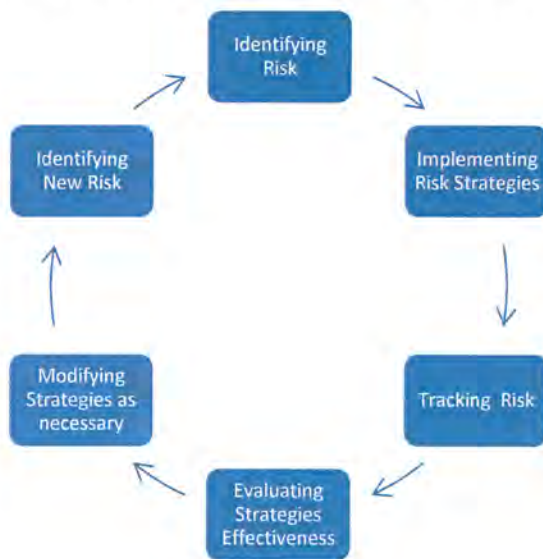 Identifying
Risk
Implementing
Risk Strategies
Tracking Risk
Evaluating
Strategies
Effectiveness
Modifying
Strategies as
necessary
Identifying
New Risk